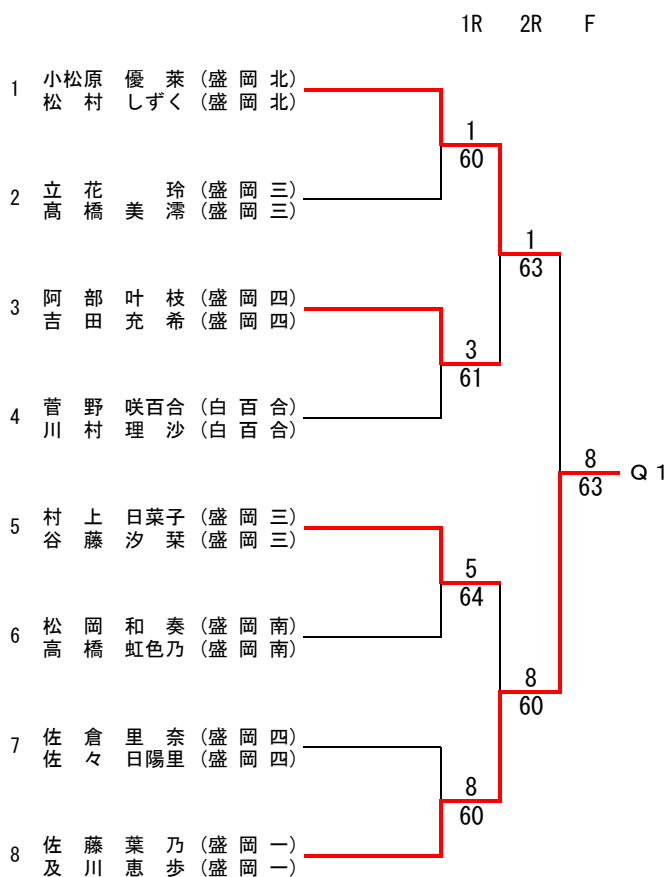 1R 2R F
1 小松原 優 萊 (盛 岡 北)
松 村 しずく (盛 岡 北)
1
60
2 立 花 玲 (盛 岡 三)
髙 橋 美 澪 (盛 岡 三)
1
63
3 阿 部 叶 枝 (盛 岡 四)
吉 田 充 希 (盛 岡 四)
3
61
4 菅 野 咲百合 (白 百 合)
川 村 理 沙 (白 百 合)
8
63 Q1
5 村 上 日菜子 (盛 岡 三)
谷 藤 汐 栞 (盛 岡 三)
5
64
6 松 岡 和 奏 (盛 岡 南)
高 橋 虹色乃 (盛 岡 南)
8
60
7 佐 倉 里 奈 (盛 岡 四)
佐 々 日陽里 (盛 岡 四)
8
60
8 佐 藤 葉 乃 (盛 岡 一)
及 川 恵 歩 (盛 岡 一)